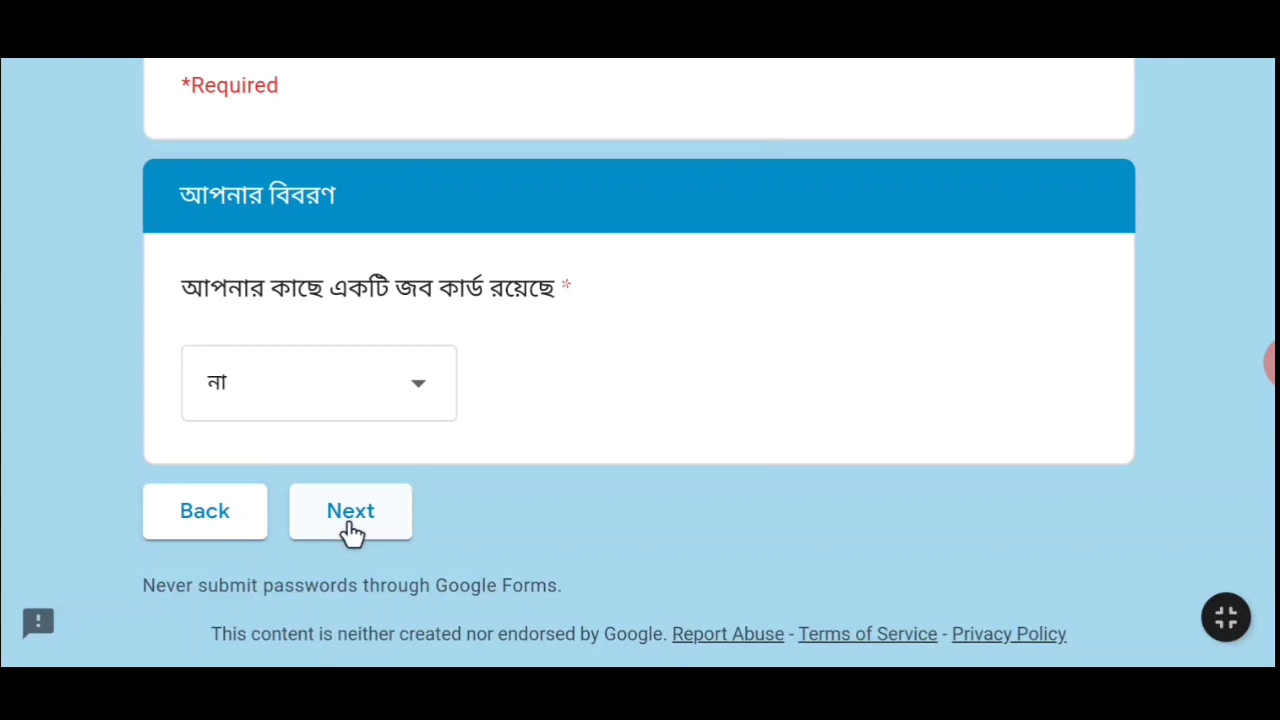 *Required
আপনার বিবরণ
আপনার কাছে একটি জব কার্ড রয়েছে *
না
Back Next
Never submit passwords through Google Forms.
This content is neither created nor endorsed by Google. Report Abuse - Terms of Service - Privacy Policy